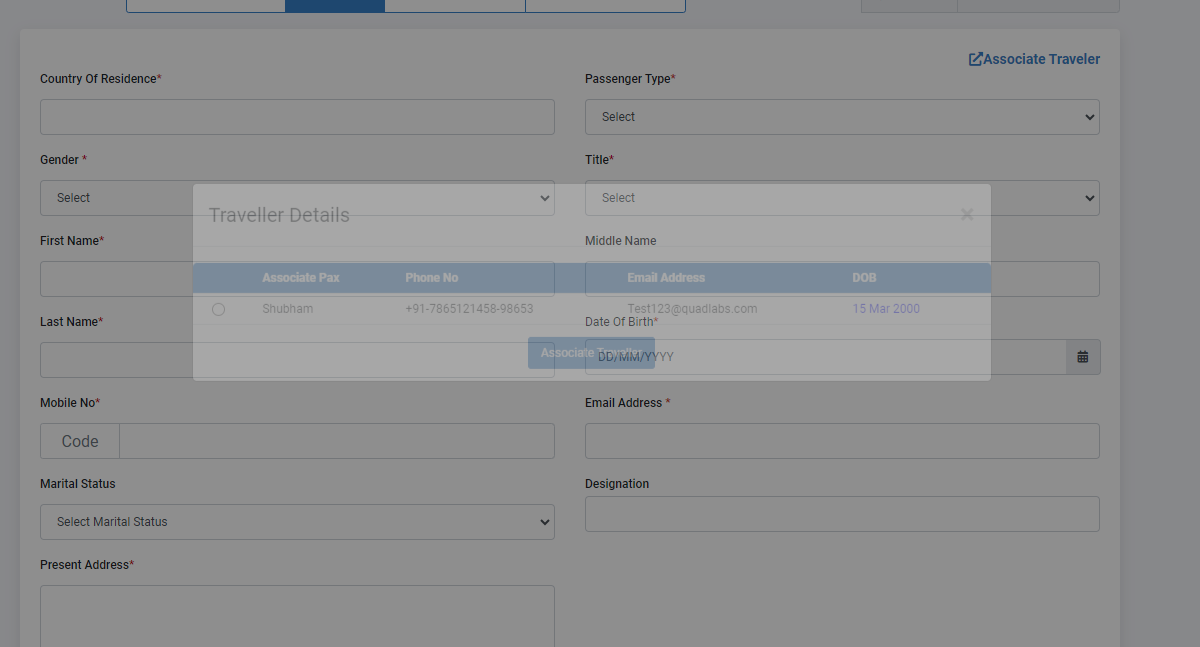 Associate Traveler
Country Of Residence*
Passenger Type*
Select
Gender *
Title*
Select
Select
Traveller Details
×
First Name*
Middle Name
Associate Pax Phone No Email Address DOB
Shubham +91-7865121458-98653 Test123@quadlabs.com 15 Mar 2000
Last Name*
Date Of Birth*
Associate Traveller
DD/MM/YYYY
Mobile No*
Email Address *
Code
Marital Status
Designation
Select Marital Status
Present Address*